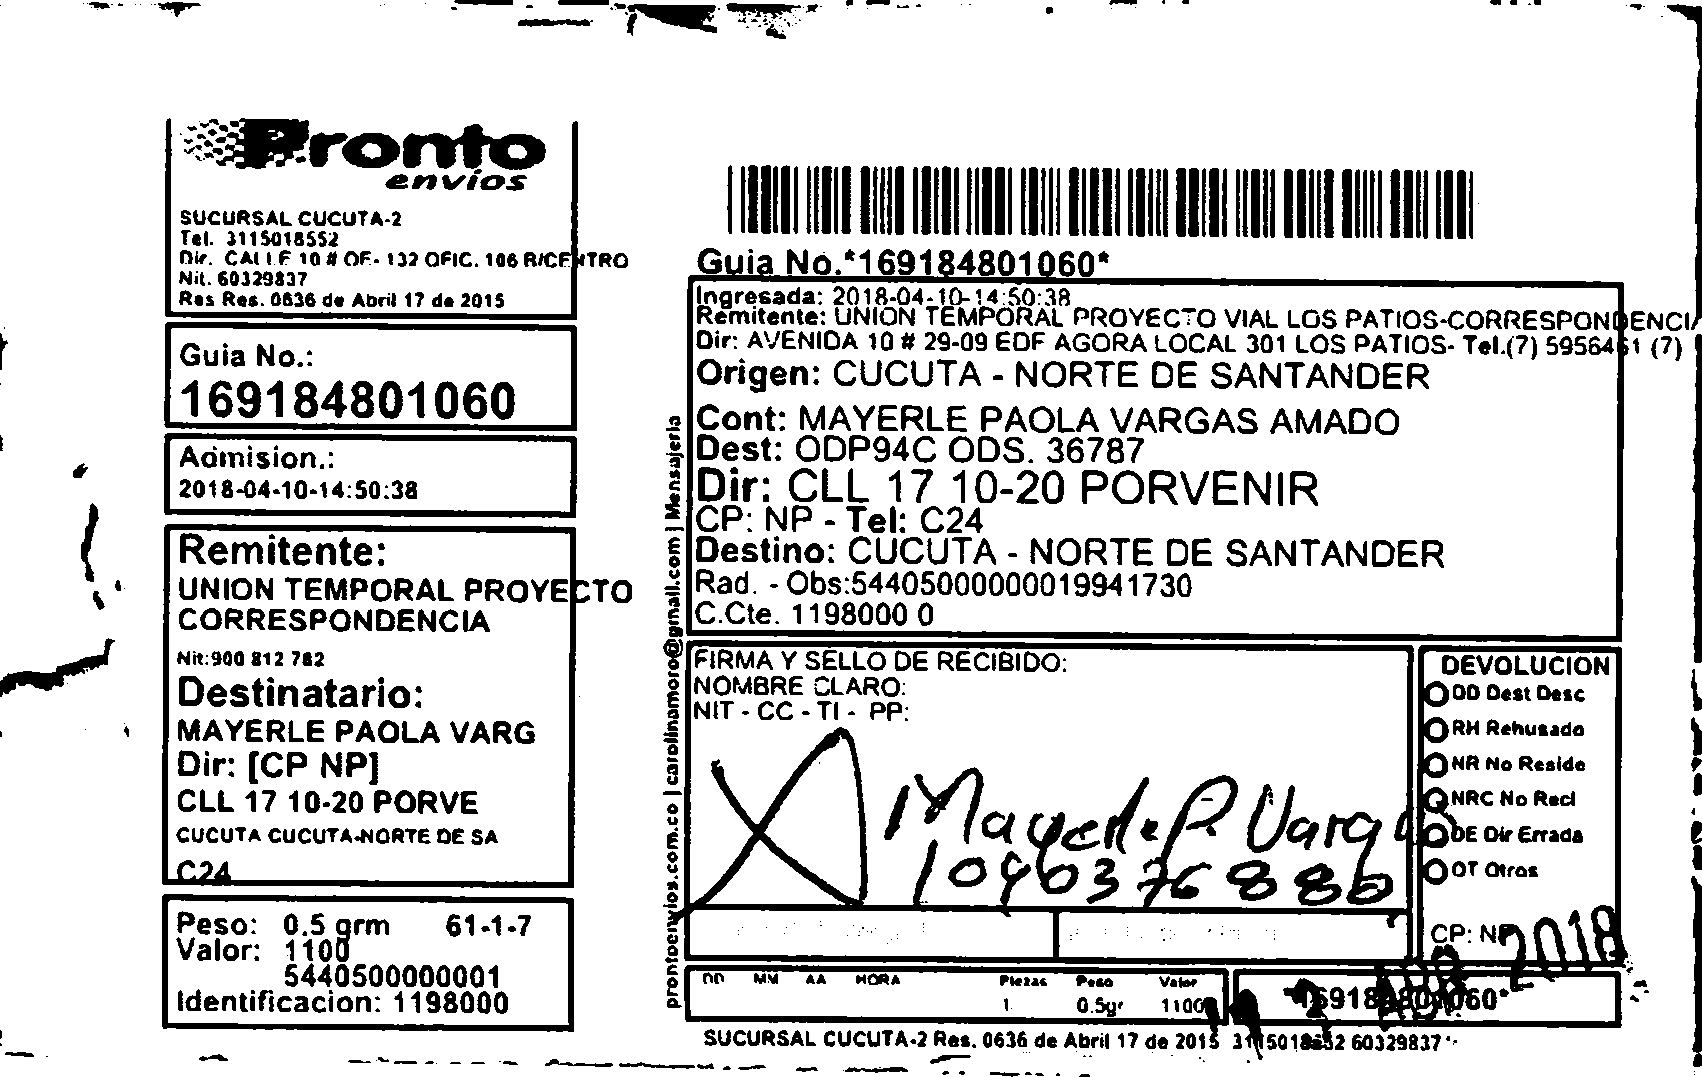 Pronto
envíos
SUCURSAL CUCUTA-2
Tel. 3115018552
Dir. CALLE 10 # OE- 132 OFIC. 106 R/CENTRO
Nit. 60329837
Res Res. 0636 de Abril 17 de 2015
Guia No.:
169184801060
Admision.:
2018-04-10-14:50:38
Remitente:
UNION TEMPORAL PROYECTO
CORRESPONDENCIA
Nit:900 812 782
Destinatario:
MAYERLE PAOLA VARG
Dir: [CP NP]
CLL 17 10-20 PORVE
CUCUTA CUCUTA-NORTE DE SA
C24
Peso: 0.5 grm 61-1-7
Valor: 1100
5440500000001
Identificacion: 1198000
prontoenvios.com.co | carolinamoro@gmail.com | Mensajeria
Guia No.*169184801060*
Ingresada: 2018-04-10-14:50:38
Remitente: UNION TEMPORAL PROYECTO VIAL LOS PATIOS-CORRESPONDENCIA
Dir: AVENIDA 10 # 29-09 EDF AGORA LOCAL 301 LOS PATIOS- Tel.(7) 5956461 (7)
Origen: CUCUTA - NORTE DE SANTANDER
Cont: MAYERLE PAOLA VARGAS AMADO
Dest: ODP94C ODS. 36787
Dir: CLL 17 10-20 PORVENIR
CP: NP - Tel: C24
Destino: CUCUTA - NORTE DE SANTANDER
Rad. - Obs:54405000000019941730
C.Cte. 1198000 0
FIRMA Y SELLO DE RECIBIDO:
NOMBRE CLARO:
NIT - CC - TI - PP:
Mayerle P. Vargas
1090376886
DEVOLUCION
DD Dest Desc
RH Rehusado
NR No Reside
NRC No Recl
DE Dir Errada
OT Otros
CP: NP
ABR 2018
DD MM AA HORA Piezas Peso Valor
1 0.5gr 1100
*169184801060*
SUCURSAL CUCUTA-2 Res. 0636 de Abril 17 de 2015 3115018552 60329837